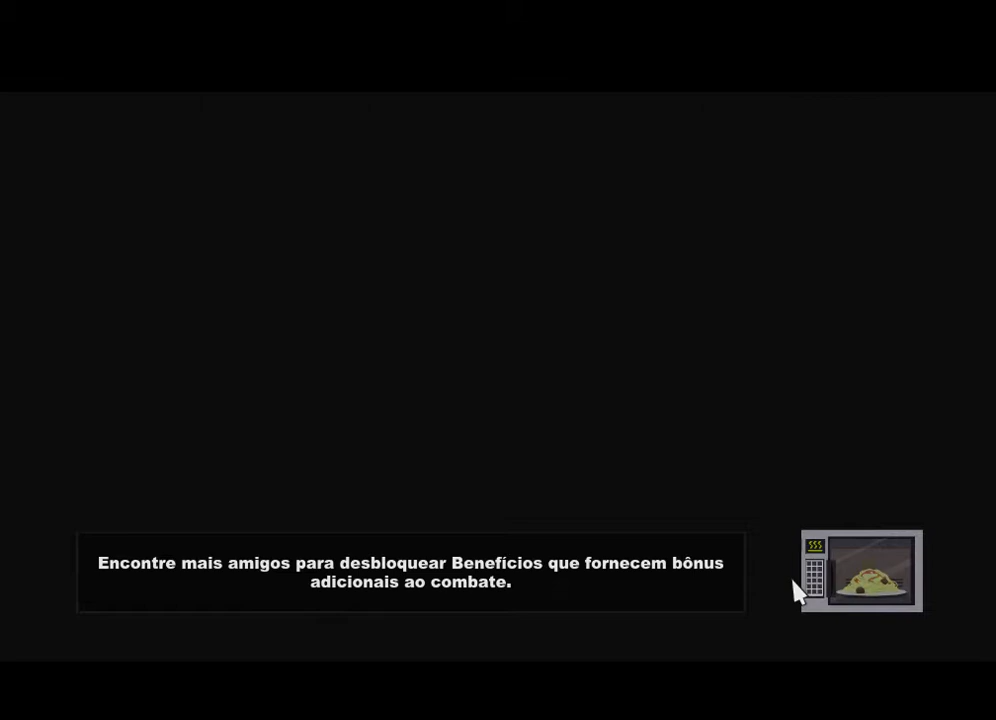 Encontre mais amigos para desbloquear Benefícios que fornecem bônus
adicionais ao combate.